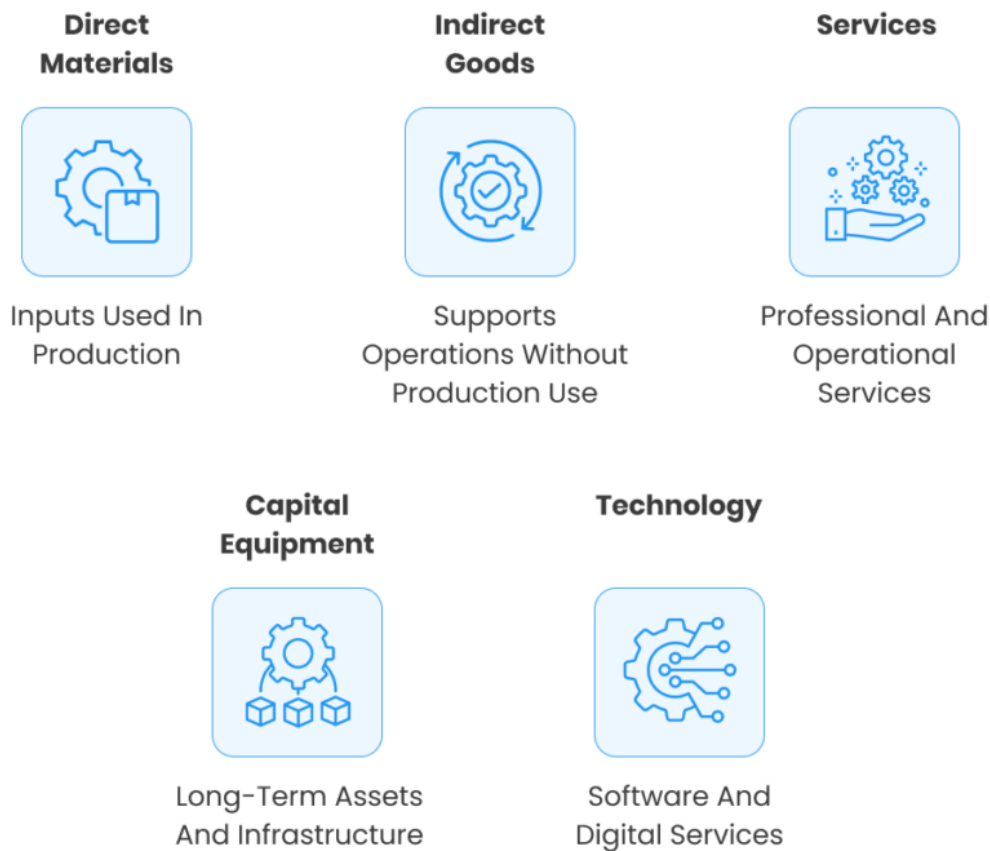 Direct
Materials
Indirect
Goods
Services
Inputs Used In
Production
Supports
Operations Without
Production Use
Professional And
Operational
Services
Capital
Equipment
Technology
Long-Term Assets
And Infrastructure
Software And
Digital Services